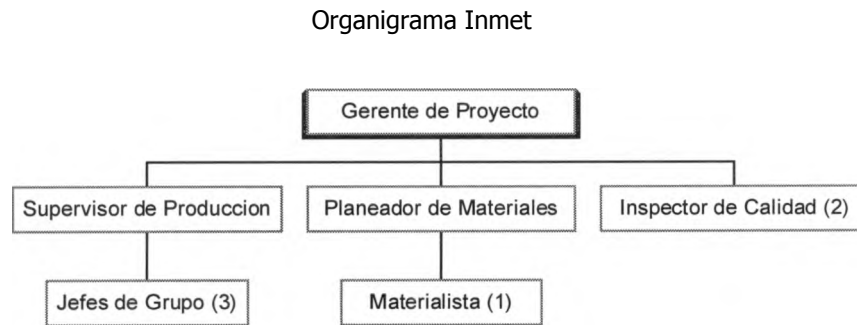 Organigrama Inmet
Gerente de Proyecto
Supervisor de Produccion
Planeador de Materiales
Inspector de Calidad (2)
Jefes de Grupo (3)
Materialista (1)